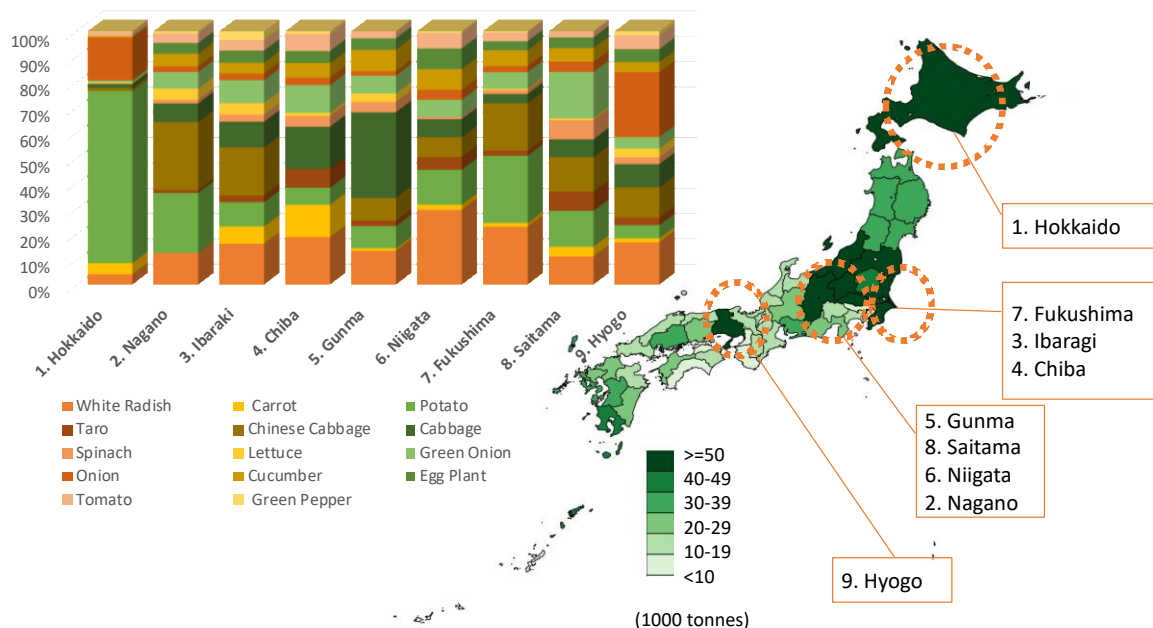 100%
90%
80%
70%
60%
50%
40%
30%
20%
10%
0%
1. Hokkaido
2. Nagano
3. Ibaraki
4. Chiba
5. Gunma
6. Niigata
7. Fukushima
8. Saitama
9. Hyogo
White Radish
Carrot
Potato
Taro
Chinese Cabbage
Cabbage
Spinach
Lettuce
Green Onion
Onion
Cucumber
Egg Plant
Tomato
Green Pepper
1. Hokkaido
7. Fukushima
3. Ibaragi
4. Chiba
5. Gunma
8. Saitama
6. Niigata
2. Nagano
9. Hyogo
>=50
40-49
30-39
20-29
10-19
<10
(1000 tonnes)